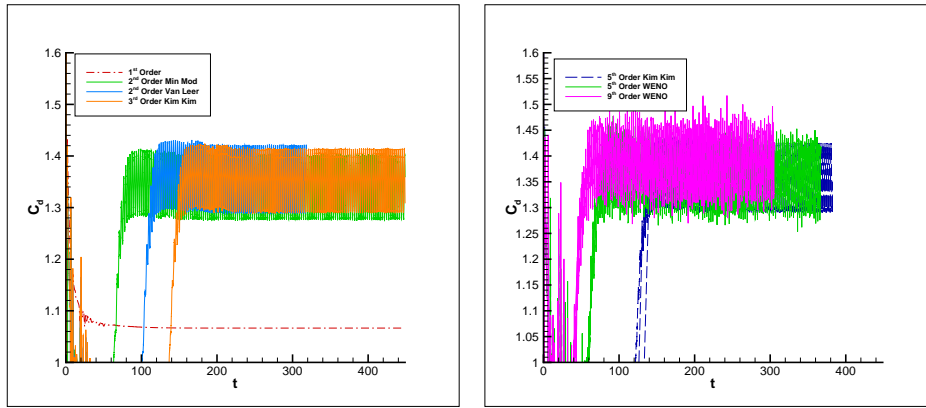 1.6
1.5
1.4
1.3
1.2
1.1
1
C_d
0 100 200 300 400
t
1st Order
2nd Order Min Mod
2nd Order Van Leer
3rd Order Kim Kim
1.6
1.55
1.5
1.45
1.4
1.35
1.3
1.25
1.2
1.15
1.1
1.05
1
C_d
0 100 200 300 400
t
5th Order Kim Kim
5th Order WENO
9th Order WENO